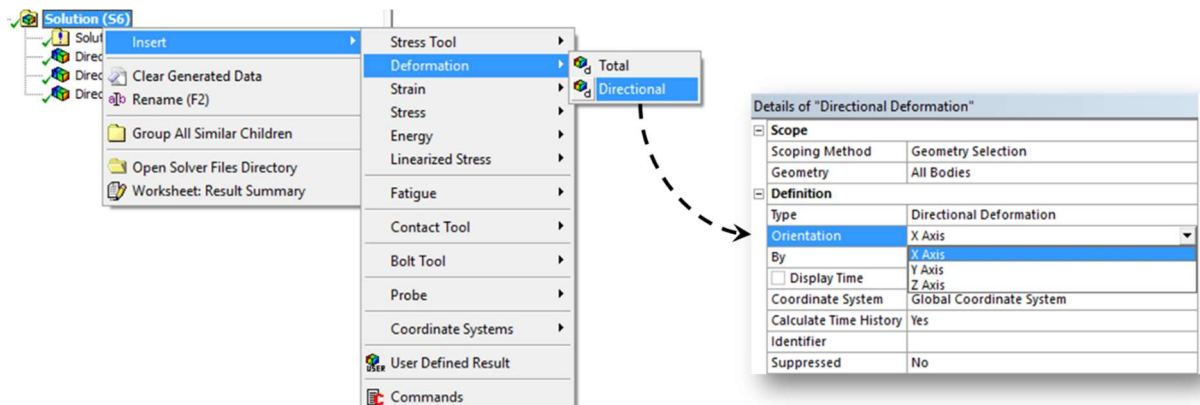 Solution (S6)
Solut
Direc
Direc
Direc
Insert
Clear Generated Data
Rename (F2)
Group All Similar Children
Open Solver Files Directory
Worksheet: Result Summary
Stress Tool
Deformation
Strain
Stress
Energy
Linearized Stress
Fatigue
Contact Tool
Bolt Tool
Probe
Coordinate Systems
USER User Defined Result
Commands
Total
Directional
Details of "Directional Deformation"
Scope
Scoping Method Geometry Selection
Geometry All Bodies
Definition
Type Directional Deformation
Orientation X Axis
By X Axis
Y Axis
Display Time Z Axis
Coordinate System Global Coordinate System
Calculate Time History Yes
Identifier
Suppressed No